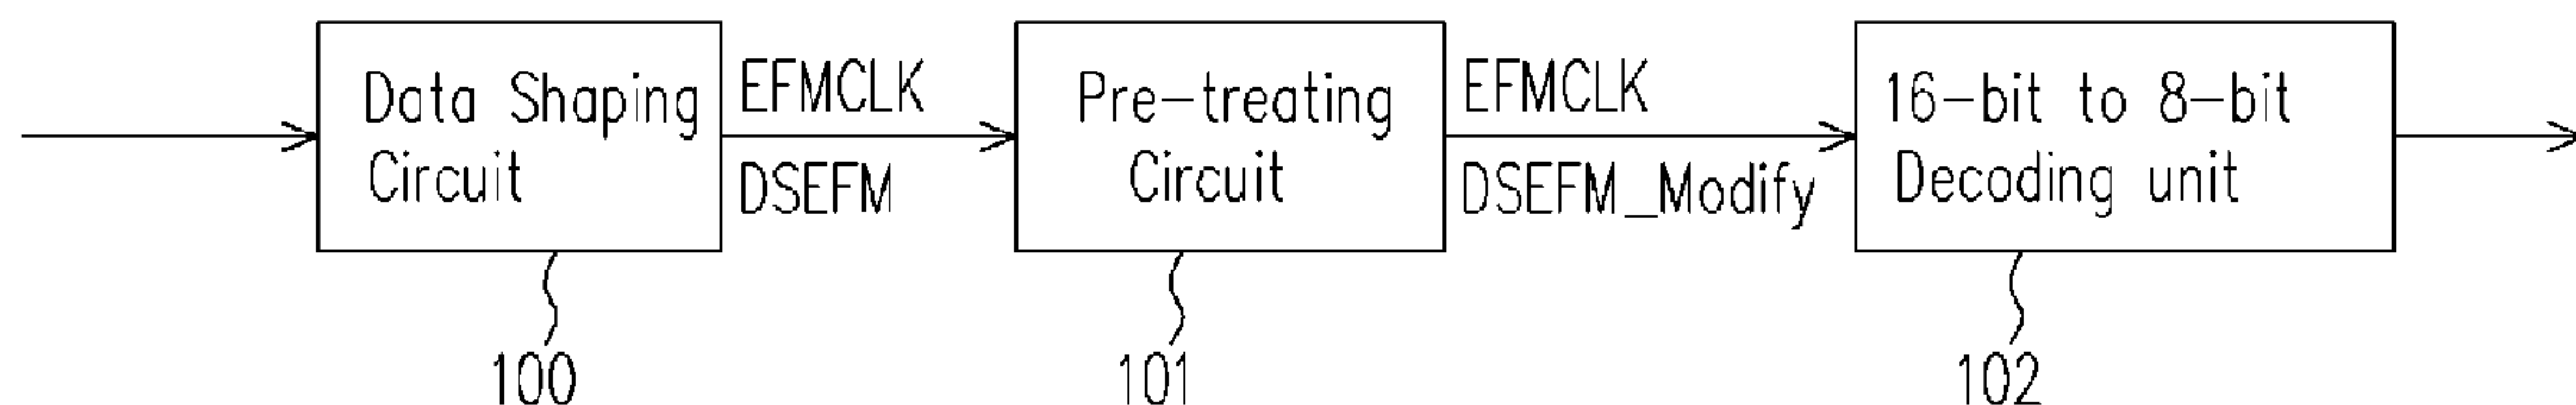 Data Shaping
Circuit
EFMCLK
DSEFM
Pre-treating
Circuit
EFMCLK
DSEFM_Modify
16-bit to 8-bit
Decoding unit
100
101
102